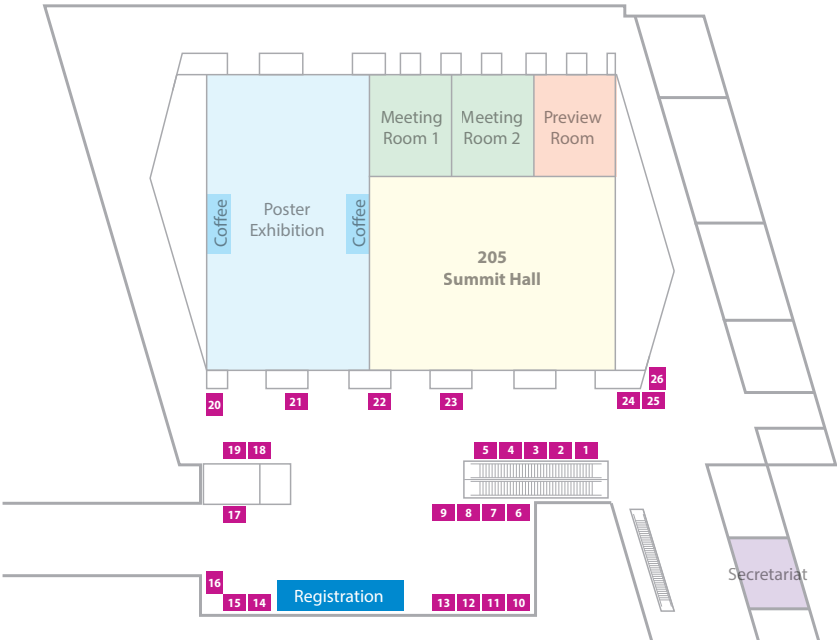 Meeting
Room 1
Meeting
Room 2
Preview
Room
Coffee
Poster
Exhibition
Coffee
205
Summit Hall
26
20
21
22
23
24
25
19
18
5
4
3
2
1
17
9
8
7
6
16
15
14
Registration
13
12
11
10
Secretariat